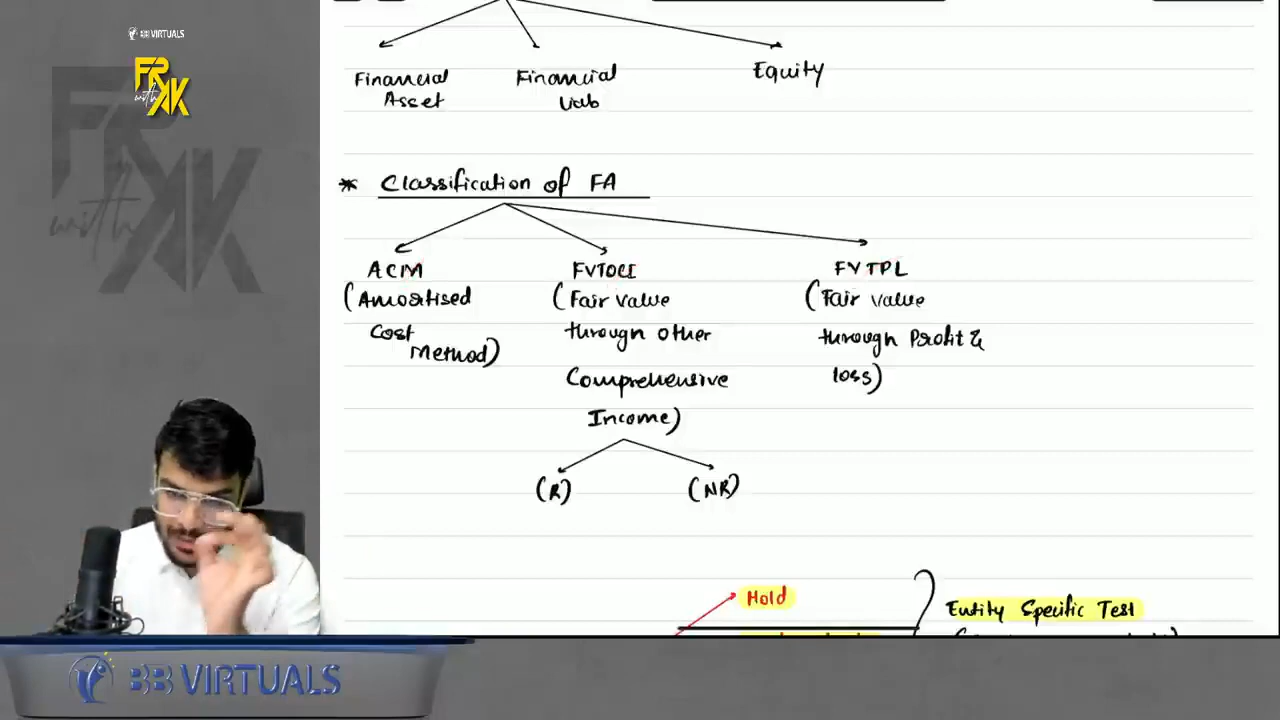 BB VIRTUALS
FR
with
AK
Financial
Asset
Financial
Liab
Equity
* Classification of FA
ACM
(Amortised
Cost
Method)
FVTOCI
(Fair value
through other
Comprehensive
Income)
(R)
(NR)
FVTPL
(Fair value
through Profit &
loss)
Hold
Entity Specific Test
BB VIRTUALS